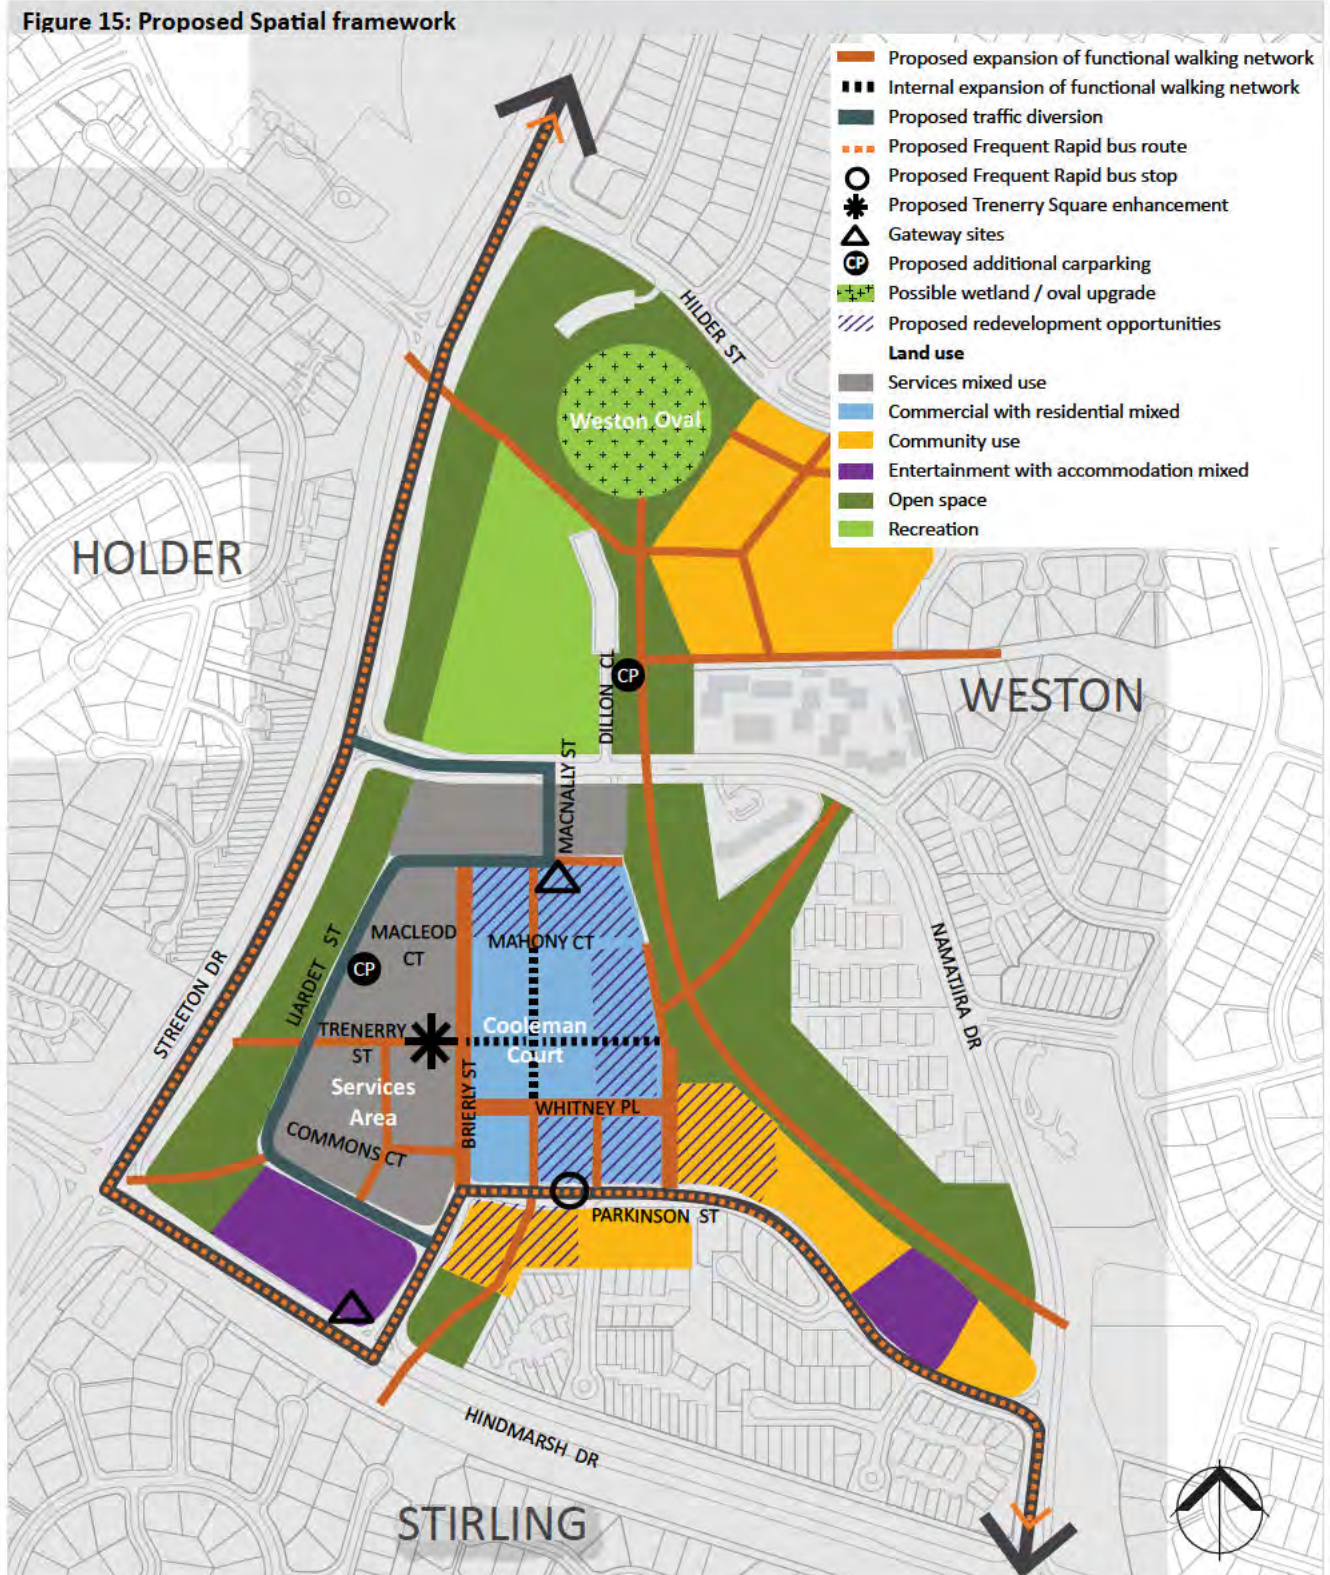 Figure 15: Proposed Spatial framework
Proposed expansion of functional walking network
Internal expansion of functional walking network
Proposed traffic diversion
Proposed Frequent Rapid bus route
Proposed Frequent Rapid bus stop
Proposed Trenerry Square enhancement
Gateway sites
CP Proposed additional carparking
Possible wetland / oval upgrade
Proposed redevelopment opportunities
Land use
Services mixed use
Commercial with residential mixed
Community use
Entertainment with accommodation mixed
Open space
Recreation
HILDER ST
Weston Oval
HOLDER
WESTON
CP
DILLON CL
MACNALLY ST
STREETON DR
LIARDET ST
MACLEOD
CT
CP
MAHONY CT
NAMATJIRA DR
TRENERRY
ST
Cooleman
Court
Services
Area
BRIERLY ST
WHITNEY PL
COMMONS CT
PARKINSON ST
HINDMARSH DR
STIRLING